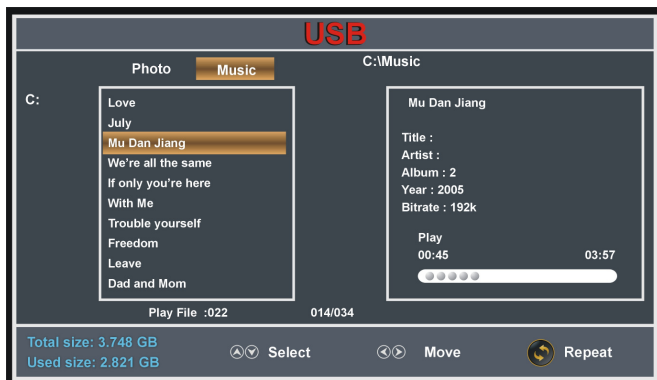 USB
Photo Music C:\Music
C:
Love
July
Mu Dan Jiang
We're all the same
If only you're here
With Me
Trouble yourself
Freedom
Leave
Dad and Mom
Mu Dan Jiang
Title :
Artist :
Album : 2
Year : 2005
Bitrate : 192k
Play
00:45 03:57
Play File :022 014/034
Total size: 3.748 GB
Used size: 2.821 GB
Select Move Repeat